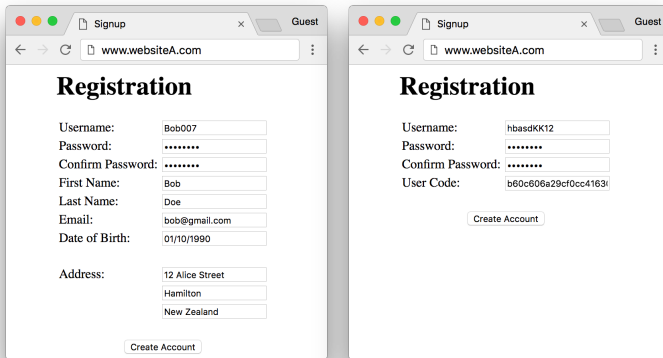 Signup
Guest
www.websiteA.com
Registration
Username: Bob007
Password: ••••••••
Confirm Password: ••••••••
First Name: Bob
Last Name: Doe
Email: bob@gmail.com
Date of Birth: 01/10/1990
Address: 12 Alice Street
Hamilton
New Zealand
Create Account
Signup
Guest
www.websiteA.com
Registration
Username: hbasdKK12
Password: ••••••••
Confirm Password: ••••••••
User Code: b60c606a29cf0cc4163
Create Account